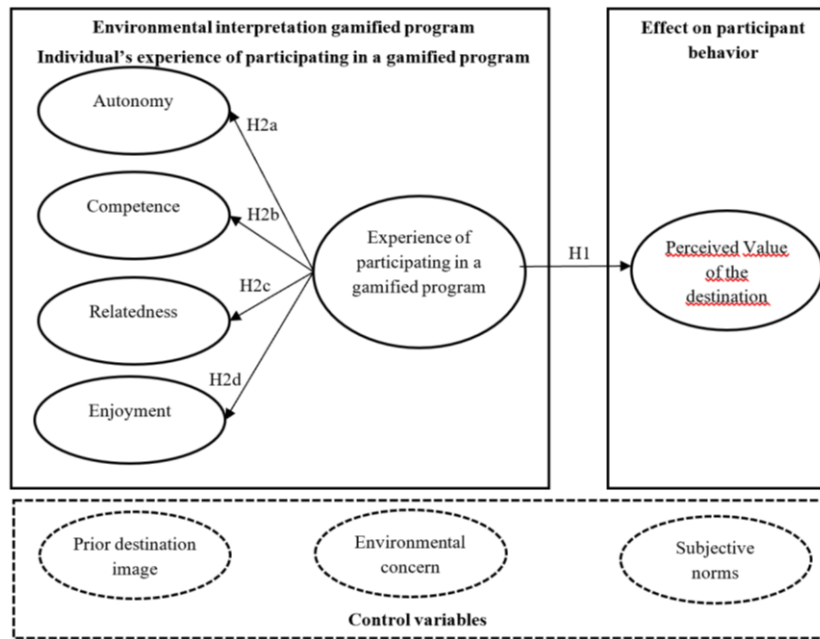 Environmental interpretation gamified program
Individual's experience of participating in a gamified program
Autonomy
H2a
Competence
H2b
Relatedness
H2c
Enjoyment
H2d
Experience of
participating in a
gamified program
H1
Effect on participant
behavior
Perceived Value
of the
destination
Prior destination
image
Environmental
concern
Subjective
norms
Control variables